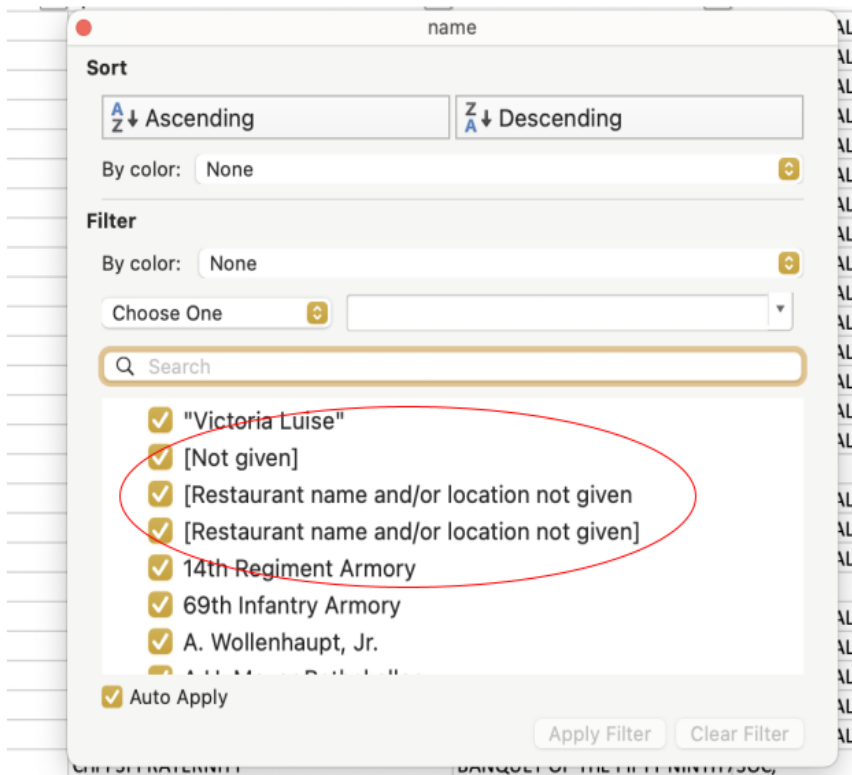 name
Sort
A Z ↓ Ascending
Z A ↓ Descending
By color: None
Filter
By color: None
Choose One
Search
"Victoria Luise"
[Not given]
[Restaurant name and/or location not given
[Restaurant name and/or location not given]
14th Regiment Armory
69th Infantry Armory
A. Wollenhaupt, Jr.
Auto Apply
Apply Filter Clear Filter